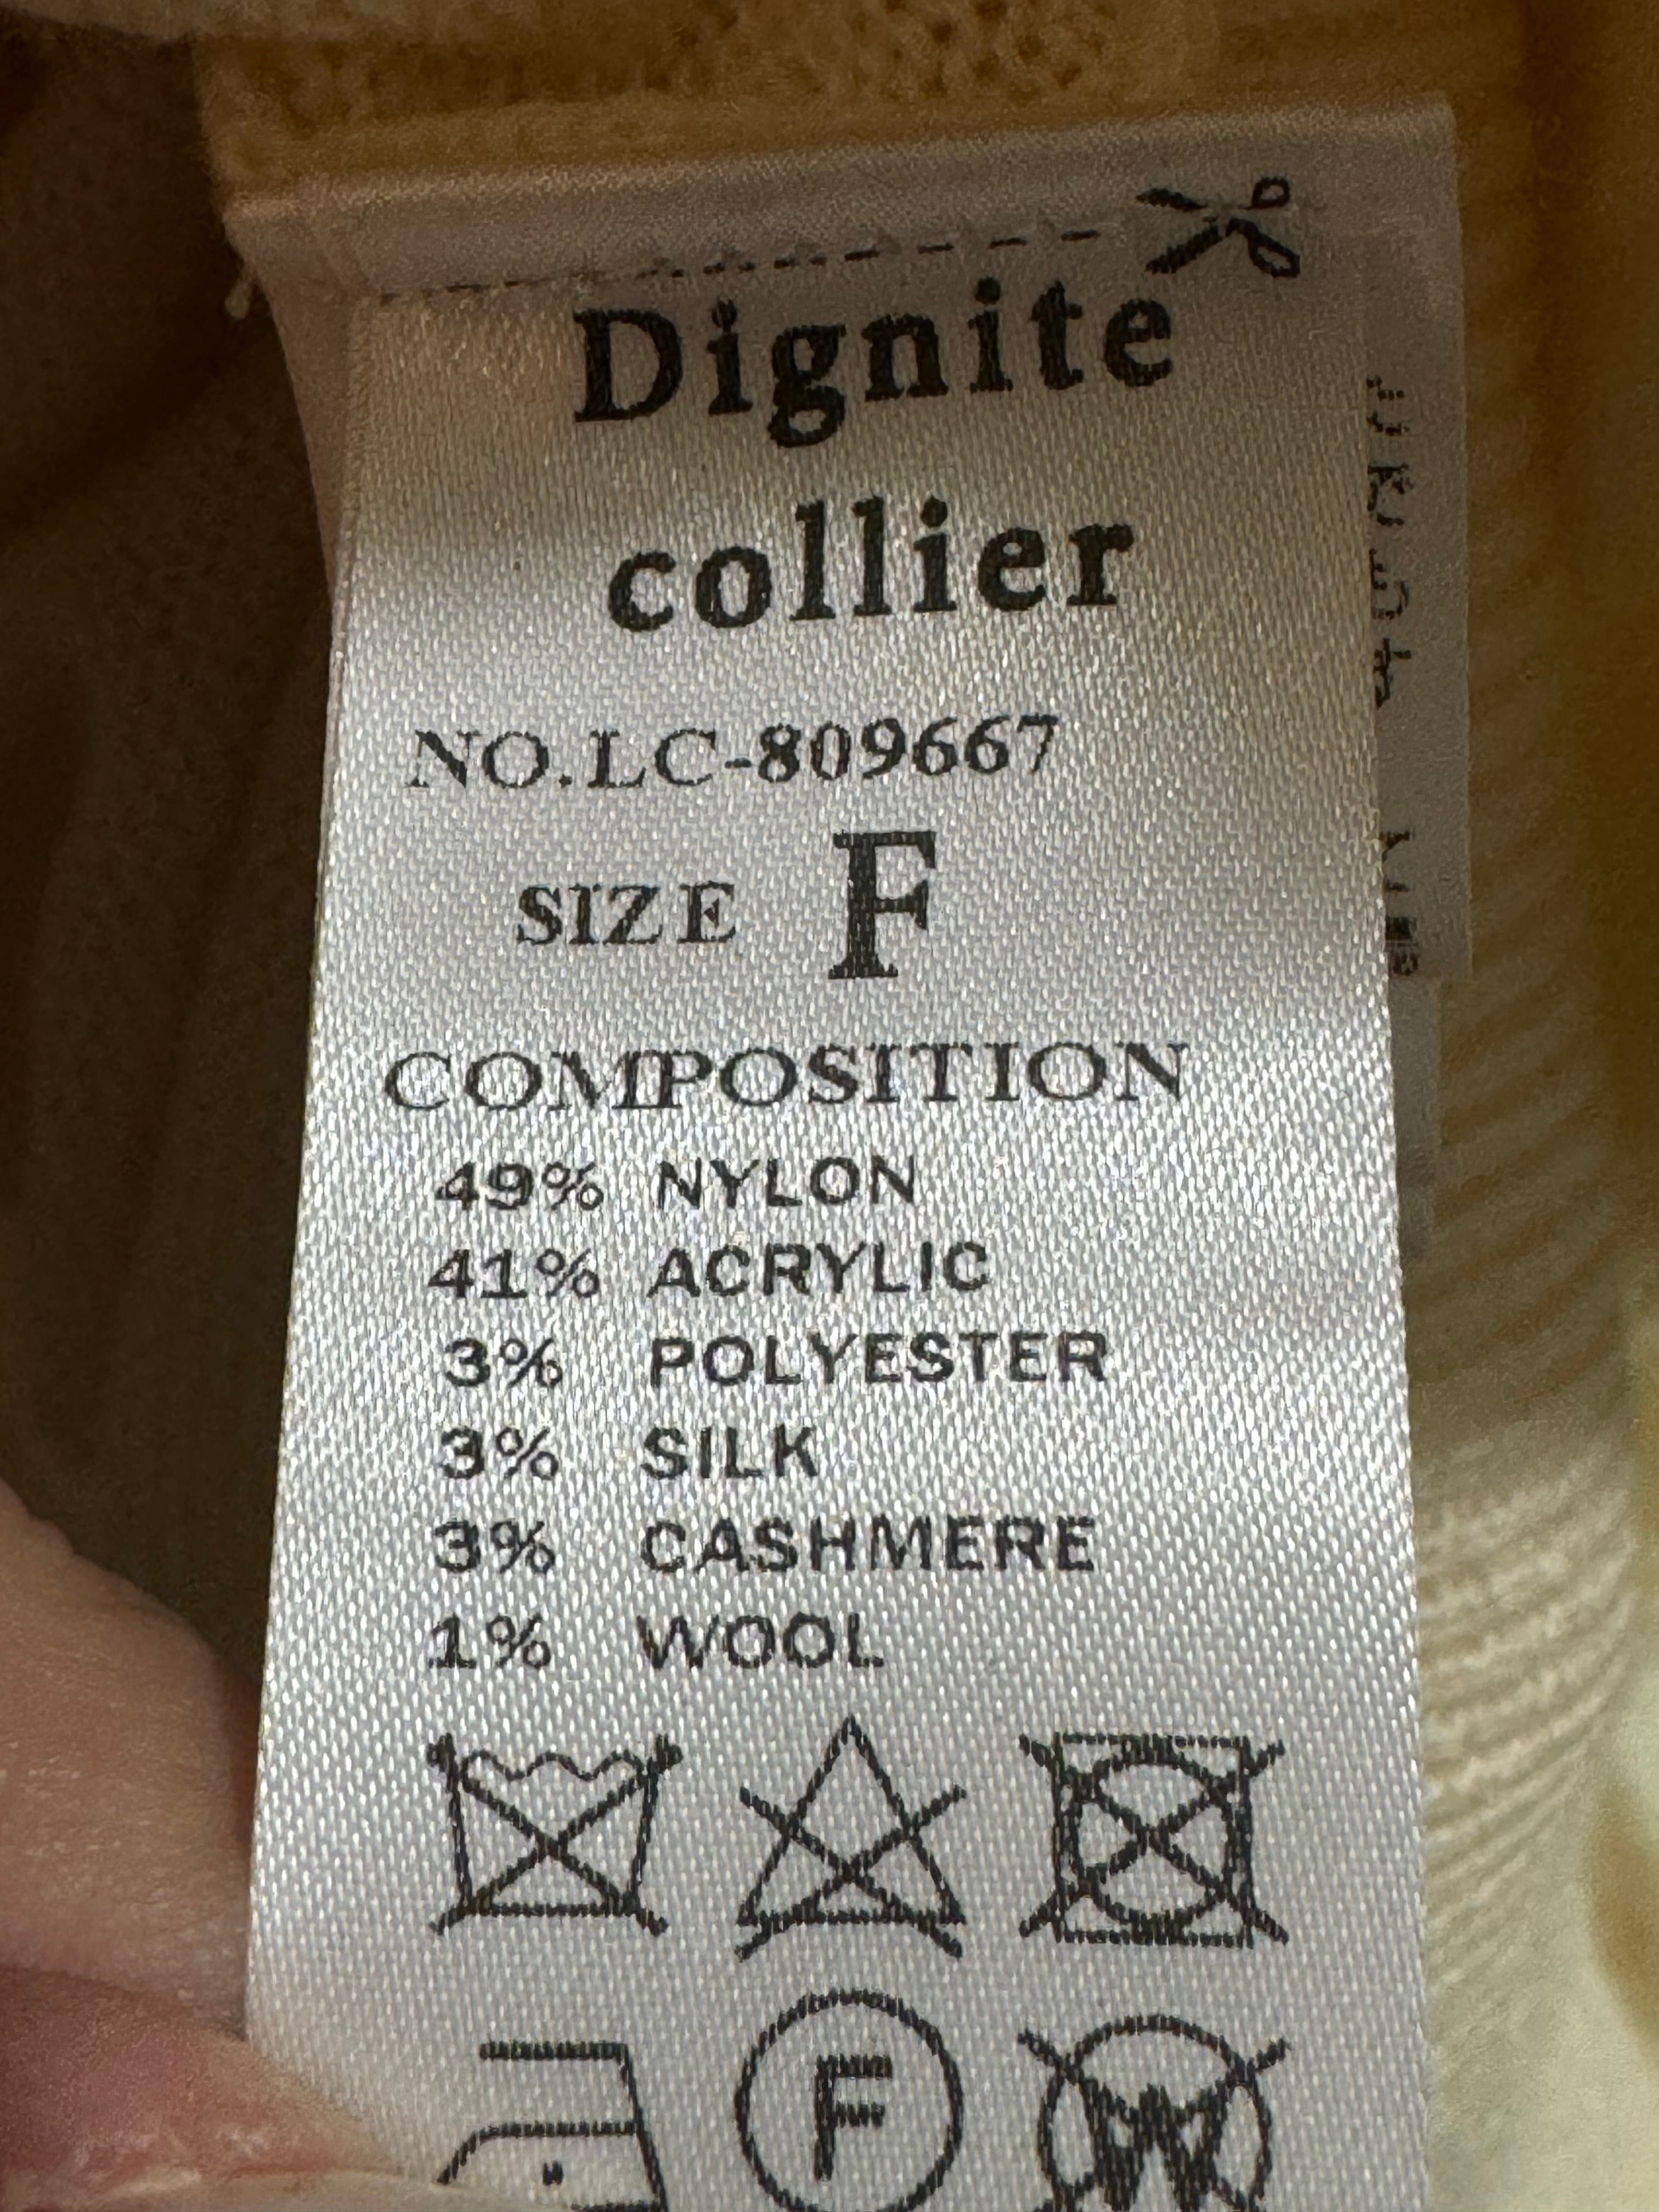 Dignite
collier
NO.LC-809667
SIZE F
COMPOSITION
49% NYLON
41% ACRYLIC
3% POLYESTER
3% SILK
3% CASHMERE
1% WOOL
F
W